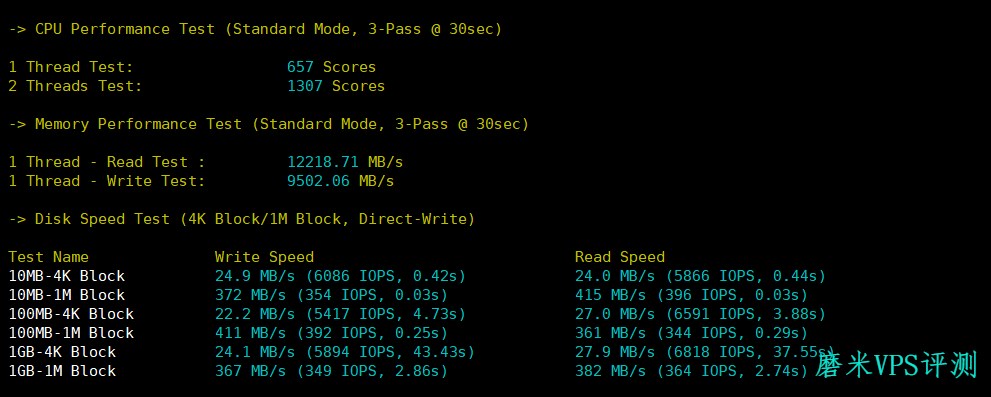 -> CPU Performance Test (Standard Mode, 3-Pass @ 30sec)
1 Thread Test: 657 Scores
2 Threads Test: 1307 Scores
-> Memory Performance Test (Standard Mode, 3-Pass @ 30sec)
1 Thread - Read Test : 12218.71 MB/s
1 Thread - Write Test: 9502.06 MB/s
-> Disk Speed Test (4K Block/1M Block, Direct-Write)
Test Name Write Speed Read Speed
10MB-4K Block 24.9 MB/s (6086 IOPS, 0.42s) 24.0 MB/s (5866 IOPS, 0.44s)
10MB-1M Block 372 MB/s (354 IOPS, 0.03s) 415 MB/s (396 IOPS, 0.03s)
100MB-4K Block 22.2 MB/s (5417 IOPS, 4.73s) 27.0 MB/s (6591 IOPS, 3.88s)
100MB-1M Block 411 MB/s (392 IOPS, 0.25s) 361 MB/s (344 IOPS, 0.29s)
1GB-4K Block 24.1 MB/s (5894 IOPS, 43.43s) 27.9 MB/s (6818 IOPS, 37.55s)
1GB-1M Block 367 MB/s (349 IOPS, 2.86s) 382 MB/s (364 IOPS, 2.74s)
磨米VPS评测